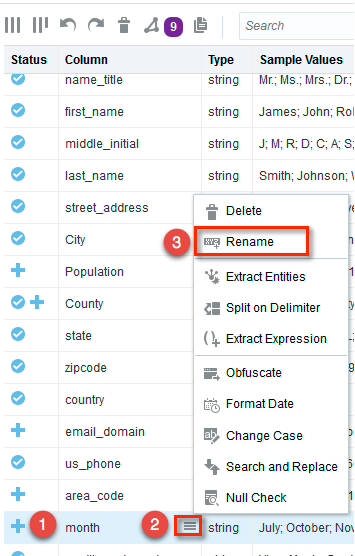 9 Search
Status Column Type Sample Values
name_title string Mr.; Ms.; Mrs.; Dr.;
first_name string James; John; Rol
middle_initial string J; M; R; D; C; A; S;
last_name string Smith; Johnson; W
street_address
City
Population
County
state
zipcode
country
email_domain
us_phone
area_code
Delete
3 Rename
Extract Entities
Split on Delimiter
Extract Expression
Obfuscate
Format Date
Change Case
Search and Replace
Null Check
1 month 2 string July; October; Nov